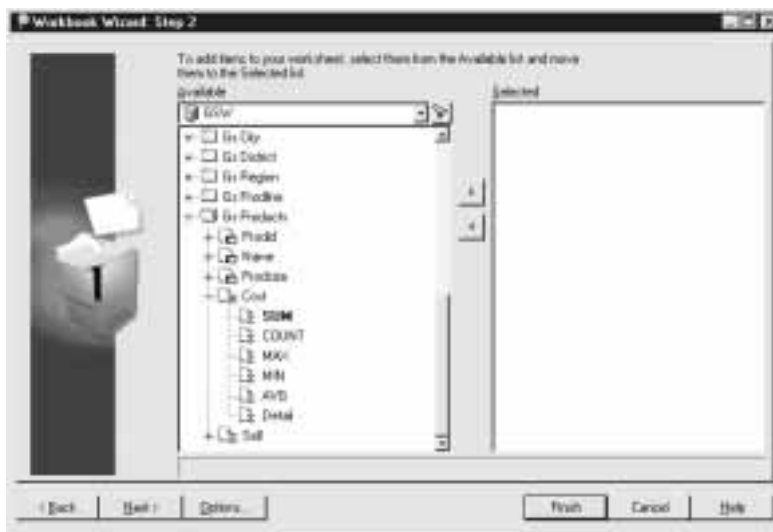 Workbook Wizard: Step 2
To add items to your worksheet, select them from the Available list and move
them to the Selected list.
Available
Selected
GSW
Gs City
Gs District
Gs Region
Gs Prodline
Gs Products
Prodid
Name
Prodsize
Cost
SUM
COUNT
MAX
MIN
AVG
Detail
Sell
< Back
Next >
Options...
Finish
Cancel
Help